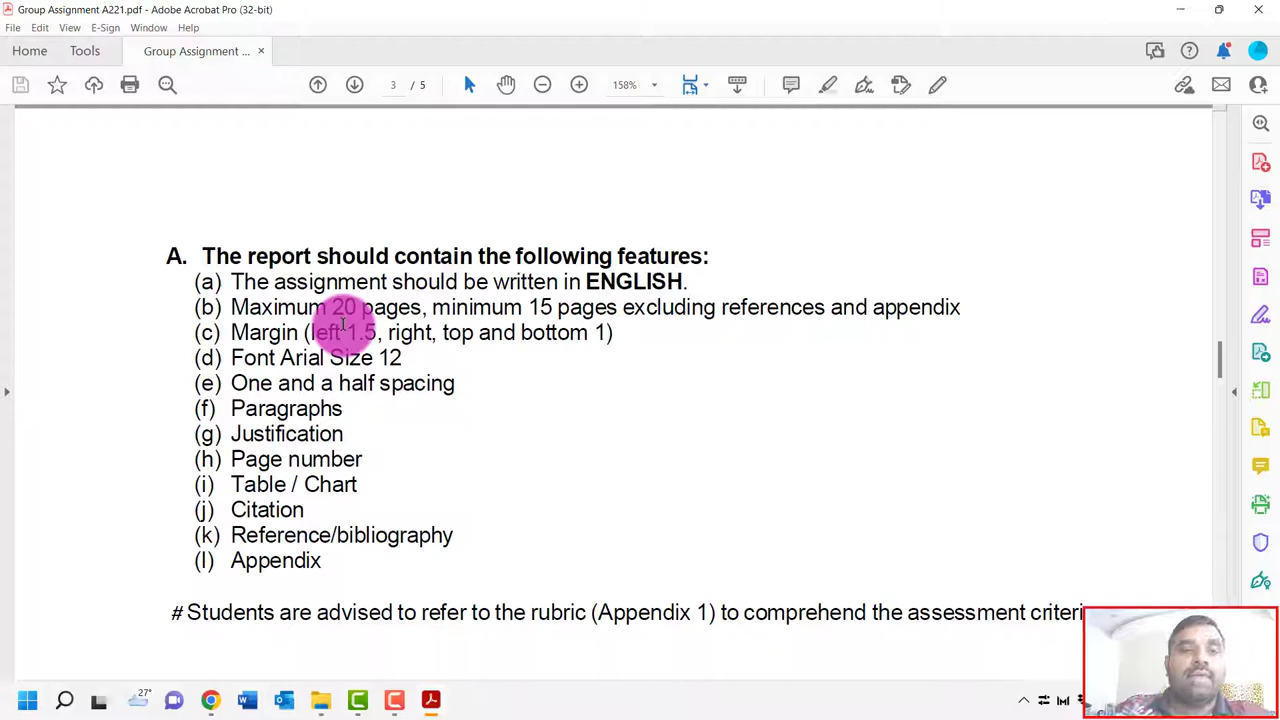 Group Assignment A221.pdf - Adobe Acrobat Pro (32-bit)
File Edit View E-Sign Window Help
Home Tools Group Assignment ... ×
3 / 5 158%
A. The report should contain the following features:
(a) The assignment should be written in ENGLISH.
(b) Maximum 20 pages, minimum 15 pages excluding references and appendix
(c) Margin (left 1.5, right, top and bottom 1)
(d) Font Arial Size 12
(e) One and a half spacing
(f) Paragraphs
(g) Justification
(h) Page number
(i) Table / Chart
(j) Citation
(k) Reference/bibliography
(l) Appendix
# Students are advised to refer to the rubric (Appendix 1) to comprehend the assessment criteri
27°